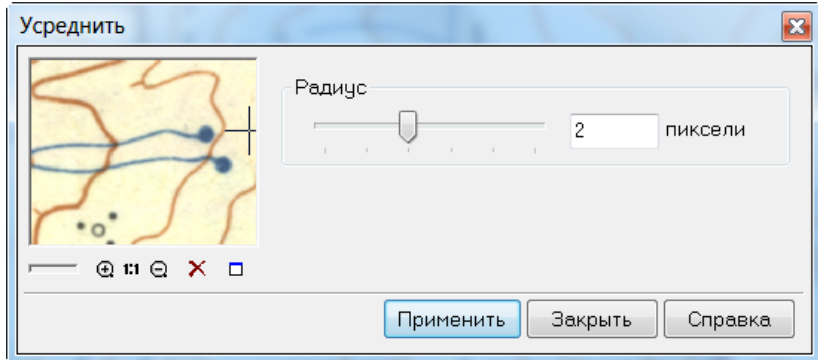 Усреднить
Радиус
2 пиксели
1:1
Применить Закрыть Справка